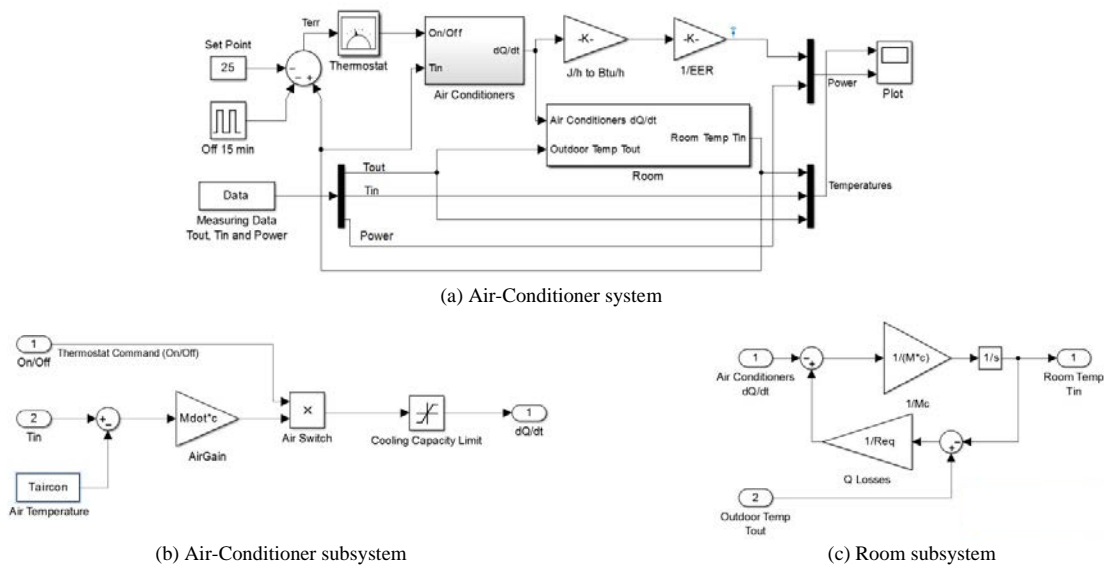 Terr
Set Point
25
Off 15 min
Thermostat
On/Off
Tin
dQ/dt
Air Conditioners
-K-
J/h to Btu/h
-K-
1/EER
Power
Plot
Air Conditioners dQ/dt
Outdoor Temp Tout
Room Temp Tin
Room
Data
Measuring Data
Tout, Tin and Power
Tout
Tin
Power
Temperatures
(a) Air-Conditioner system
1
On/Off
Thermostat Command (On/Off)
2
Tin
Mdot*c
AirGain
Taircon
Air Temperature
×
Air Switch
Cooling Capacity Limit
1
dQ/dt
(b) Air-Conditioner subsystem
1
Air Conditioners
dQ/dt
1/(M*c)
1/Mc
1/s
1
Room Temp
Tin
1/Req
Q Losses
2
Outdoor Temp
Tout
(c) Room subsystem